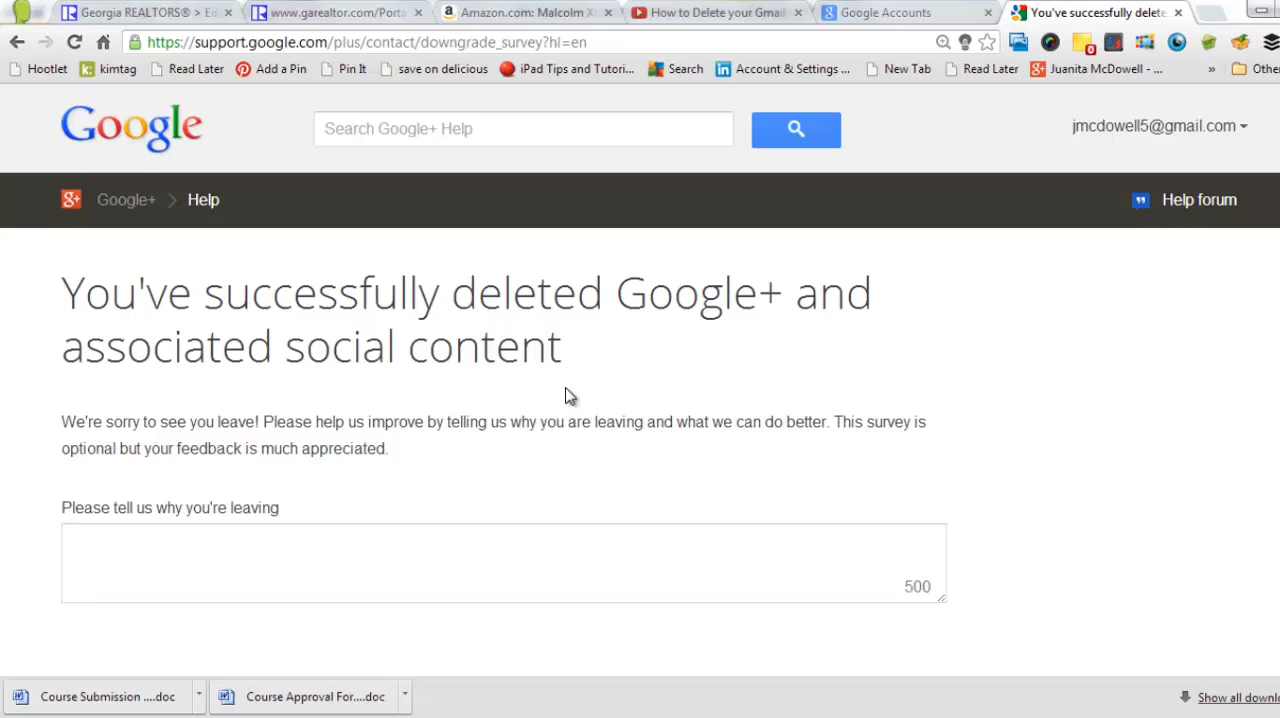 Georgia REALTORS® > Ed
www.garealtor.com/Porta
Amazon.com: Malcolm X
How to Delete your Gmail
Google Accounts
You've successfully delete
https://support.google.com/plus/contact/downgrade_survey?hl=en
0
Hootlet
kimtag
Read Later
Add a Pin
Pin It
save on delicious
iPad Tips and Tutori...
Search
Account & Settings ...
New Tab
Read Later
Juanita McDowell - ...
»
Other
Google
Search Google+ Help
jmcdowell5@gmail.com
Google+ > Help
Help forum
You've successfully deleted Google+ and
associated social content
We're sorry to see you leave! Please help us improve by telling us why you are leaving and what we can do better. This survey is
optional but your feedback is much appreciated.
Please tell us why you're leaving
500
Course Submission ....doc
Course Approval For....doc
Show all downl